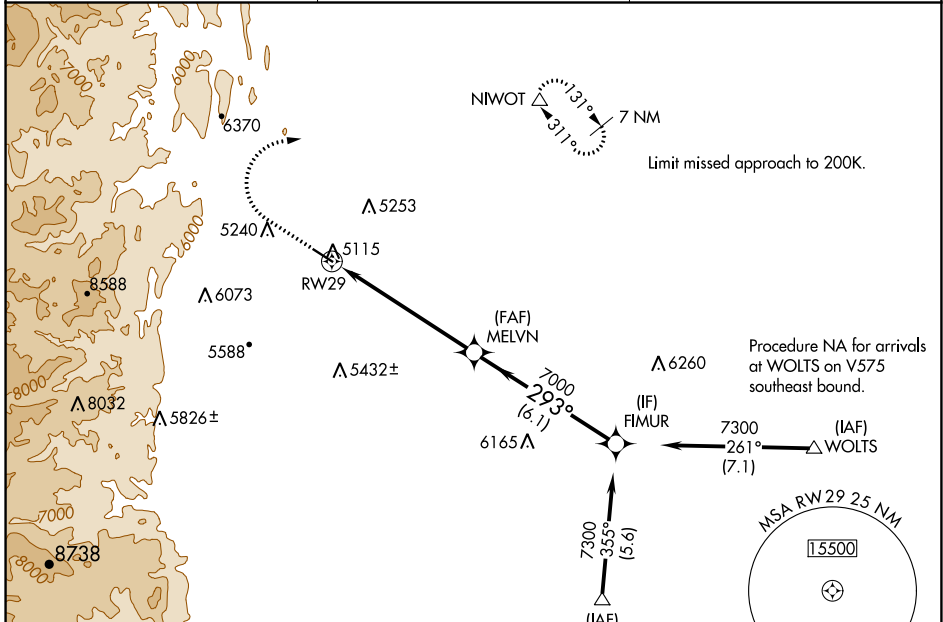 7000
6000
6370
NIWOT
131°
311°
7 NM
Limit missed approach to 200K.
5253
5240
5115
RW29
6000
8588
6073
5588
(FAF)
MELVN
5432±
6260
Procedure NA for arrivals
at WOLTS on V575
southeast bound.
8000
8032
5826±
7000
293°
(6.1)
(IF)
FIMUR
6165
7300
261°
(7.1)
(IAF)
WOLTS
7000
8738
8000
7300
355°
(5.6)
(IAF)
MSA RW29 25 NM
15500